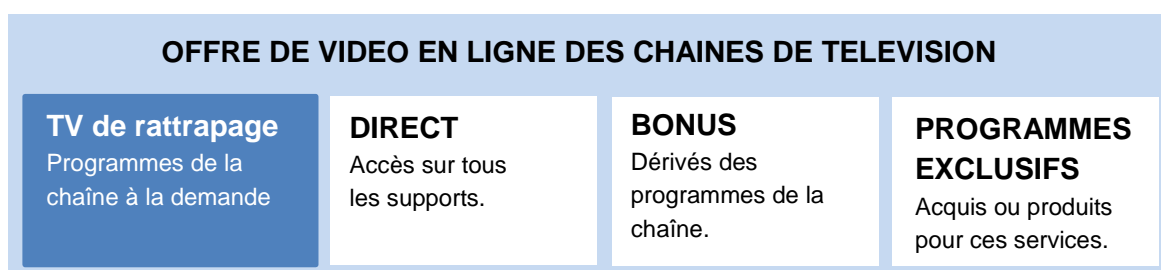 OFFRE DE VIDEO EN LIGNE DES CHAINES DE TELEVISION
TV de rattrapage
Programmes de la
chaîne à la demande
DIRECT
Accès sur tous
les supports.
BONUS
Dérivés des
programmes de la
chaîne.
PROGRAMMES
EXCLUSIFS
Acquis ou produits
pour ces services.